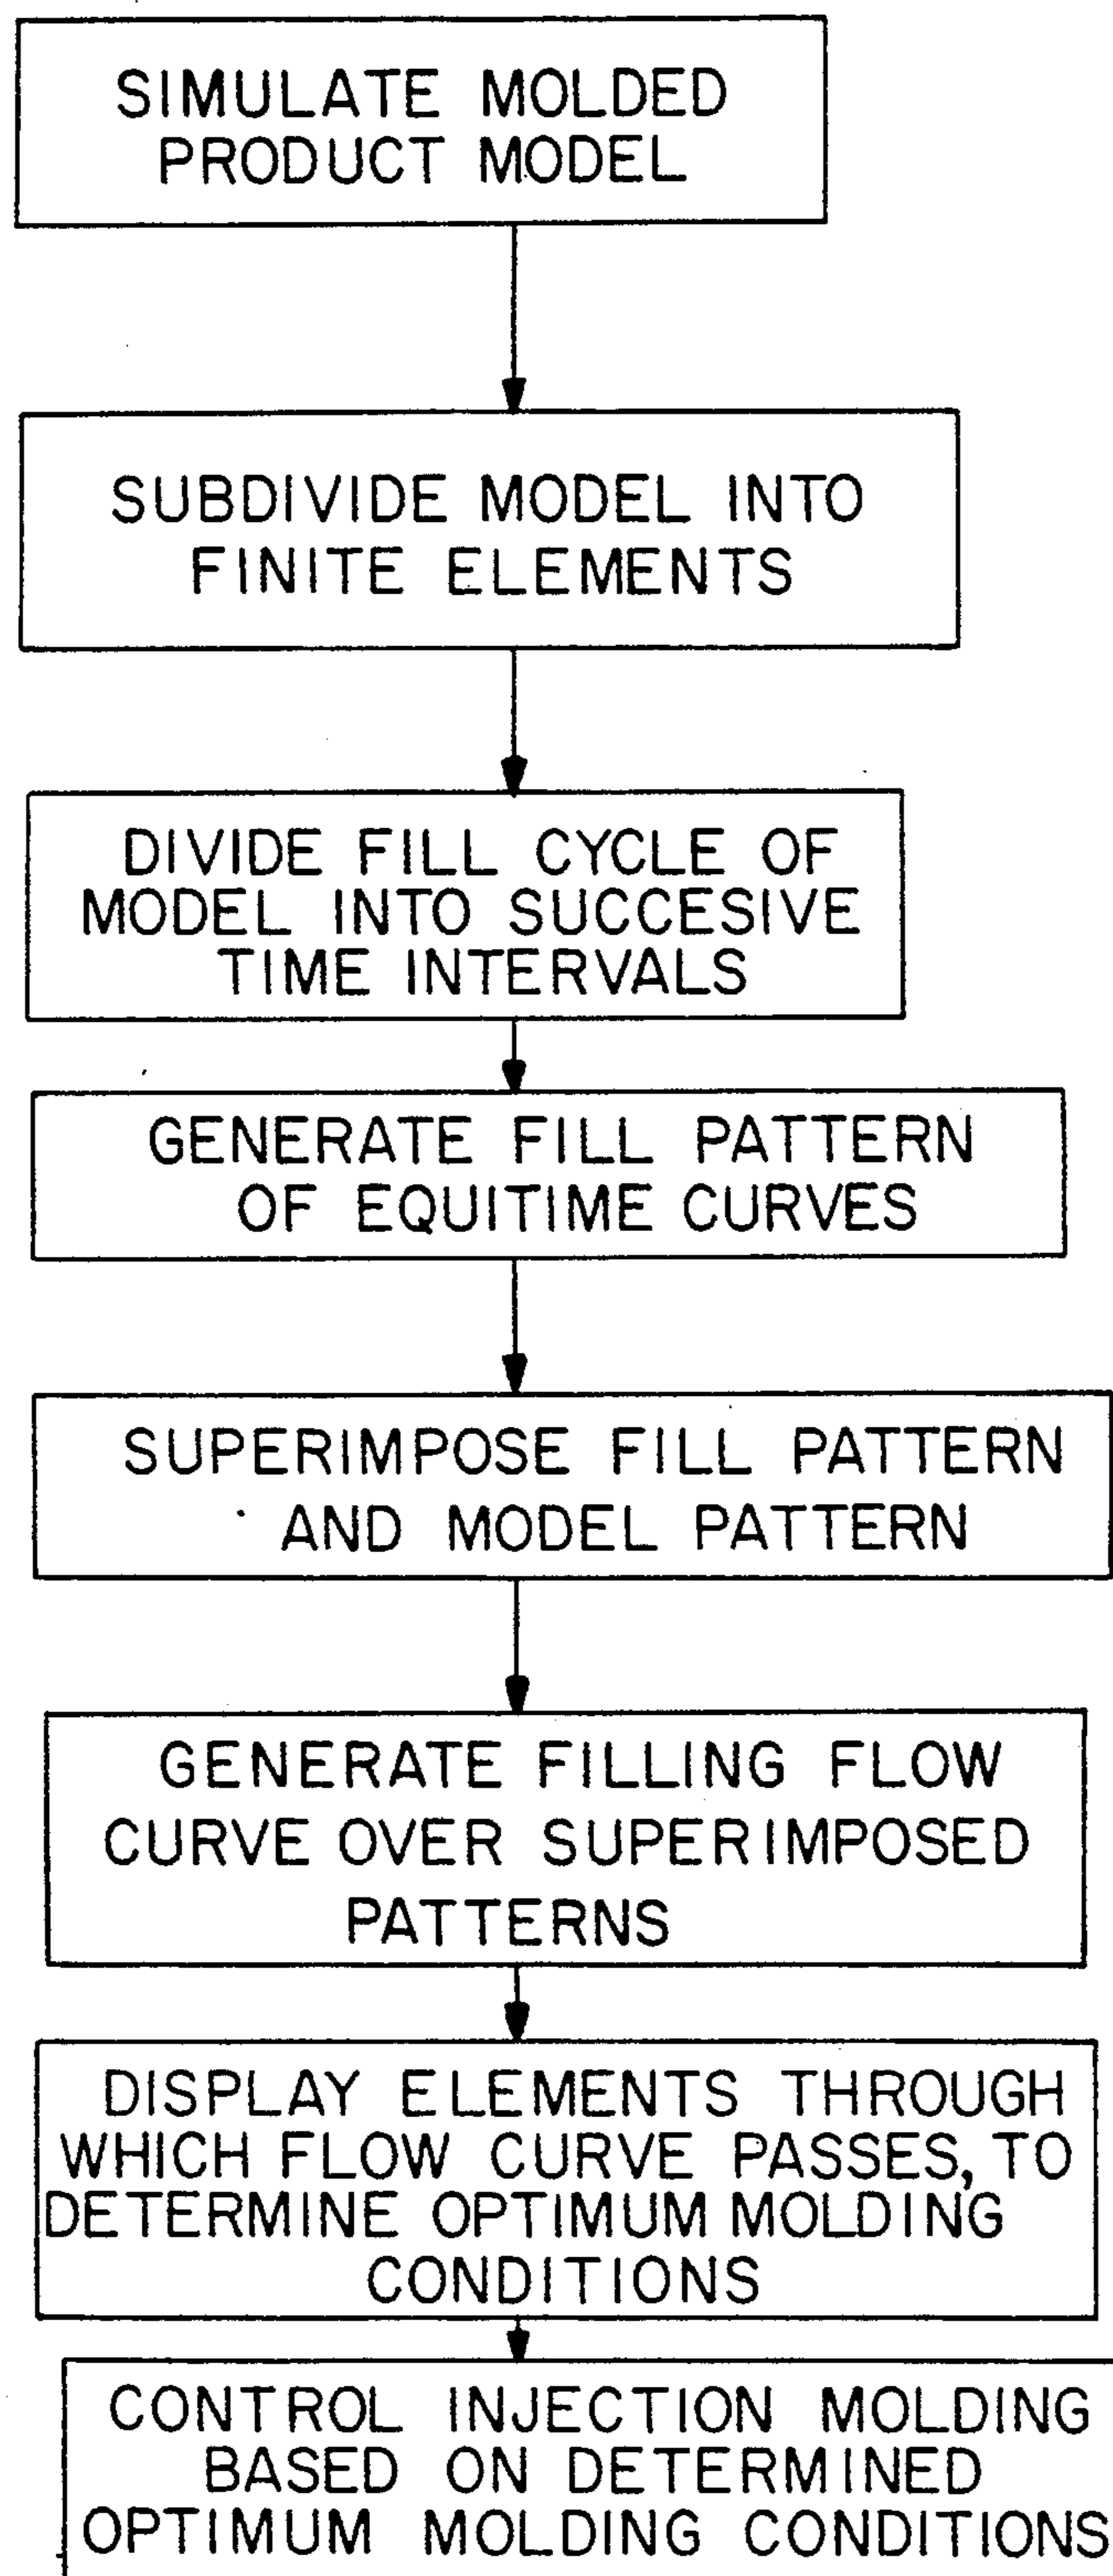 SIMULATE MOLDED
PRODUCT MODEL
SUBDIVIDE MODEL INTO
FINITE ELEMENTS
DIVIDE FILL CYCLE OF
MODEL INTO SUCCESIVE
TIME INTERVALS
GENERATE FILL PATTERN
OF EQUITIME CURVES
SUPERIMPOSE FILL PATTERN
AND MODEL PATTERN
GENERATE FILLING FLOW
CURVE OVER SUPERIMPOSED
PATTERNS
DISPLAY ELEMENTS THROUGH
WHICH FLOW CURVE PASSES, TO
DETERMINE OPTIMUM MOLDING
CONDITIONS
CONTROL INJECTION MOLDING
BASED ON DETERMINED
OPTIMUM MOLDING CONDITIONS